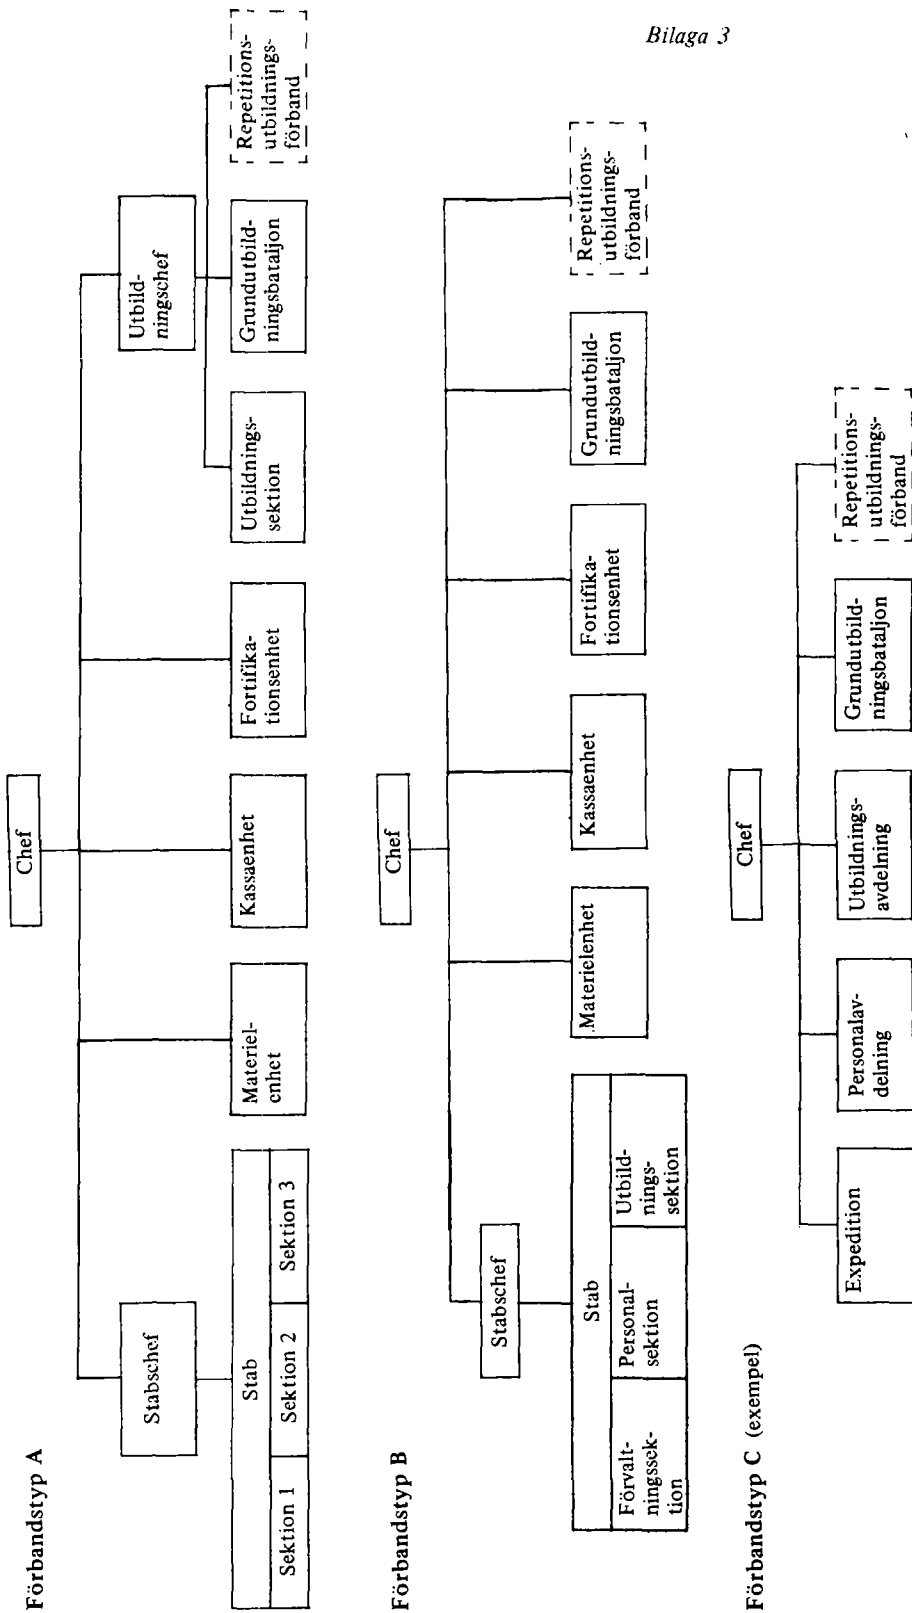 Bilaga 3
Förbandstyp A
Chef
Stabschef
Utbild-
ningschef
Stab
Sektion 1
Sektion 2
Sektion 3
Materiel-
enhet
Kassaenhet
Fortifika-
tionsenhet
Utbildnings-
sektion
Grundutbild-
ningsbataljon
Repetitions-
utbildnings-
förband
Förbandstyp B
Chef
Stabschef
Stab
Förvalt-
ningssek-
tion
Personal-
sektion
Utbild-
nings-
sektion
Materielenhet
Kassaenhet
Fortifika-
tionsenhet
Grundutbild-
ningsbataljon
Repetitions-
utbildnings-
förband
Förbandstyp C (exempel)
Chef
Expedition
Personalav-
delning
Utbildnings-
avdelning
Grundutbild-
ningsbataljon
Repetitions-
utbildnings-
förband